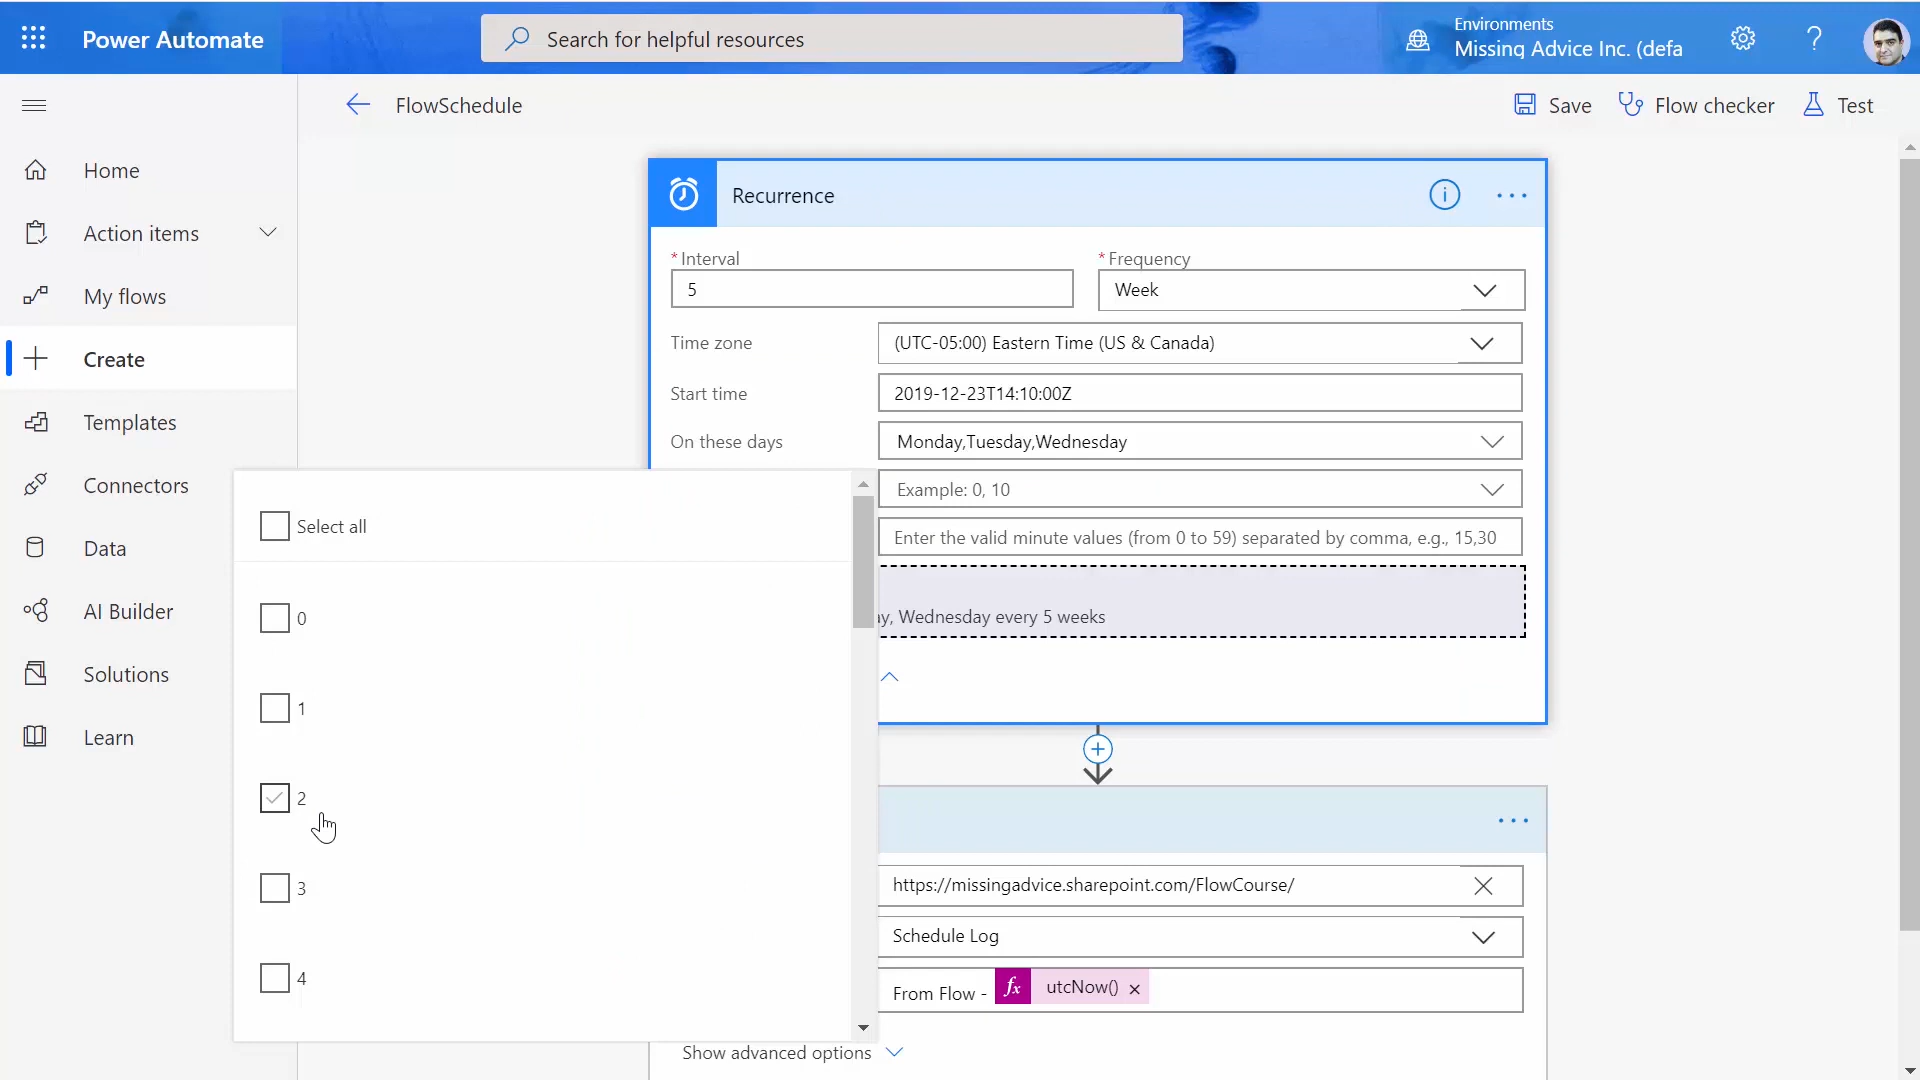 Power Automate
Search for helpful resources
Environments
Missing Advice Inc. (defa
FlowSchedule
Save
Flow checker
Test
Home
Action items
My flows
Create
Templates
Connectors
Data
AI Builder
Solutions
Learn
Recurrence
* Interval
* Frequency
5
Week
Time zone
(UTC-05:00) Eastern Time (US & Canada)
Start time
2019-12-23T14:10:00Z
On these days
Monday,Tuesday,Wednesday
Example: 0, 10
Enter the valid minute values (from 0 to 59) separated by comma, e.g., 15,30
ay, Wednesday every 5 weeks
Select all
0
1
2
3
4
https://missingadvice.sharepoint.com/FlowCourse/
Schedule Log
From Flow - fx utcNow() ×
Show advanced options